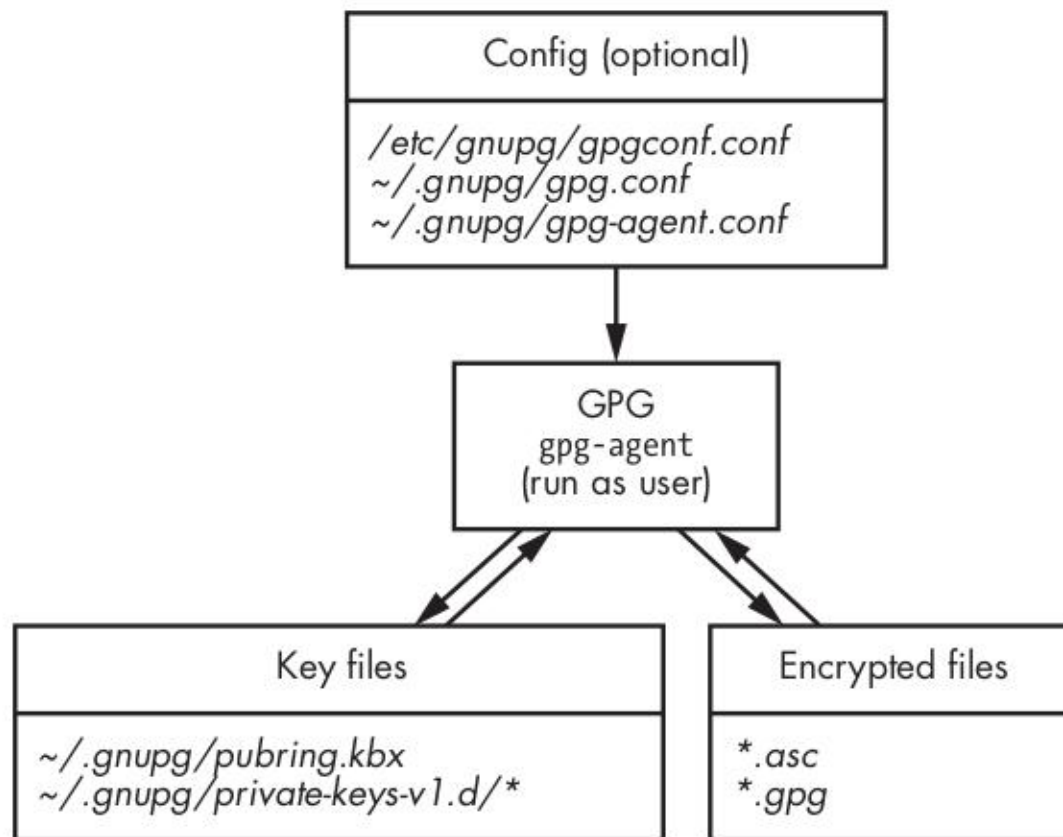 Config (optional)
/etc/gnupg/gpgconf.conf
~/.gnupg/gpg.conf
~/.gnupg/gpg-agent.conf
GPG
gpg-agent
(run as user)
Key files
~/.gnupg/pubring.kbx
~/.gnupg/private-keys-v1.d/*
Encrypted files
*.asc
*.gpg